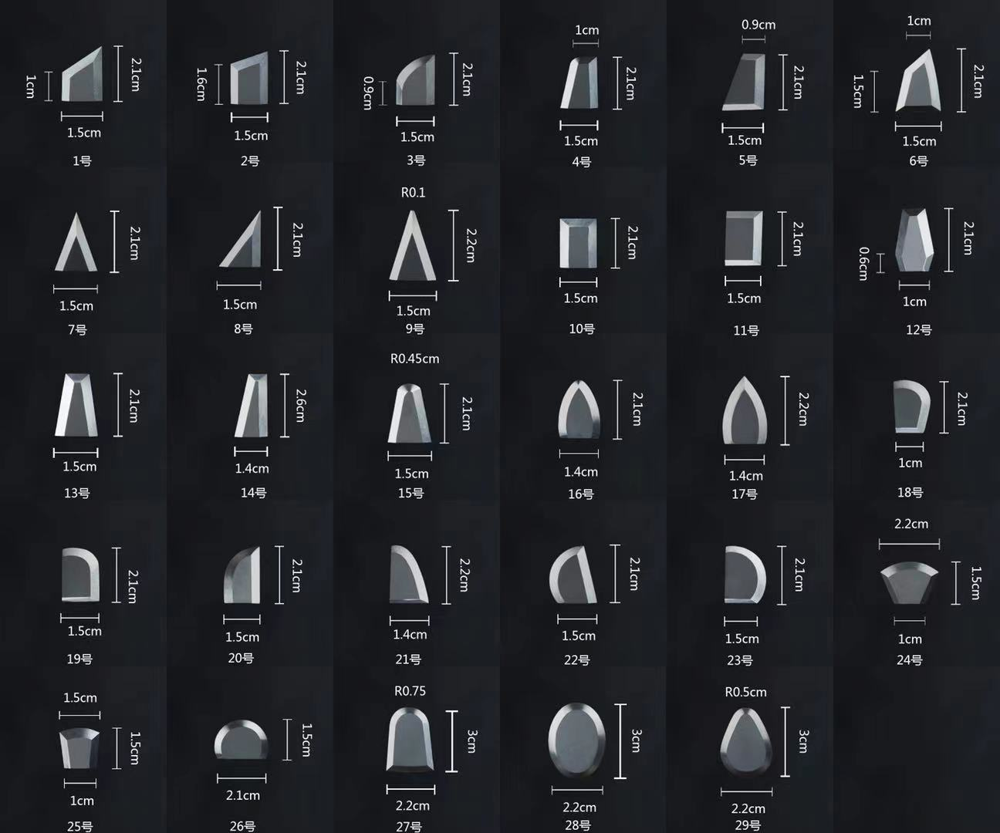 1cm
2.1cm
1.5cm
1号
1.6cm
2.1cm
1.5cm
2号
0.9cm
2.1cm
1.5cm
3号
1cm
2.1cm
1.5cm
4号
0.9cm
2.1cm
1.5cm
5号
1cm
1.5cm
2.1cm
1.5cm
6号
2.1cm
1.5cm
7号
2.1cm
1.5cm
8号
R0.1
2.2cm
1.5cm
9号
2.1cm
1.5cm
10号
2.1cm
1.5cm
11号
0.6cm
2.1cm
1cm
12号
2.1cm
1.5cm
13号
2.6cm
1.4cm
14号
R0.45cm
2.1cm
1.5cm
15号
2.1cm
1.4cm
16号
2.2cm
1.4cm
17号
2.1cm
1cm
18号
2.1cm
1.5cm
19号
2.1cm
1.5cm
20号
2.2cm
1.4cm
21号
2.1cm
1.5cm
22号
2.1cm
1.5cm
23号
2.2cm
1.5cm
1cm
24号
1.5cm
1.5cm
1cm
25号
1.5cm
2.1cm
26号
R0.75
3cm
2.2cm
27号
3cm
2.2cm
28号
R0.5cm
3cm
2.2cm
29号